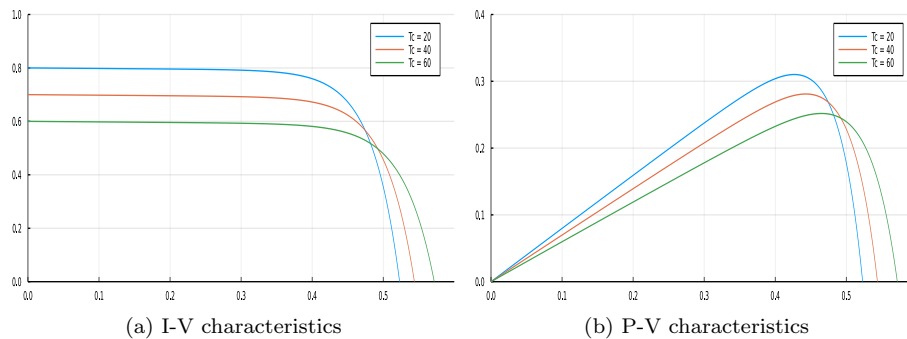 1.0
0.8
0.6
0.4
0.2
0.0
0.0 0.1 0.2 0.3 0.4 0.5
Tc = 20
Tc = 40
Tc = 60
(a) I-V characteristics
0.4
0.3
0.2
0.1
0.0
0.0 0.1 0.2 0.3 0.4 0.5
Tc = 20
Tc = 40
Tc = 60
(b) P-V characteristics